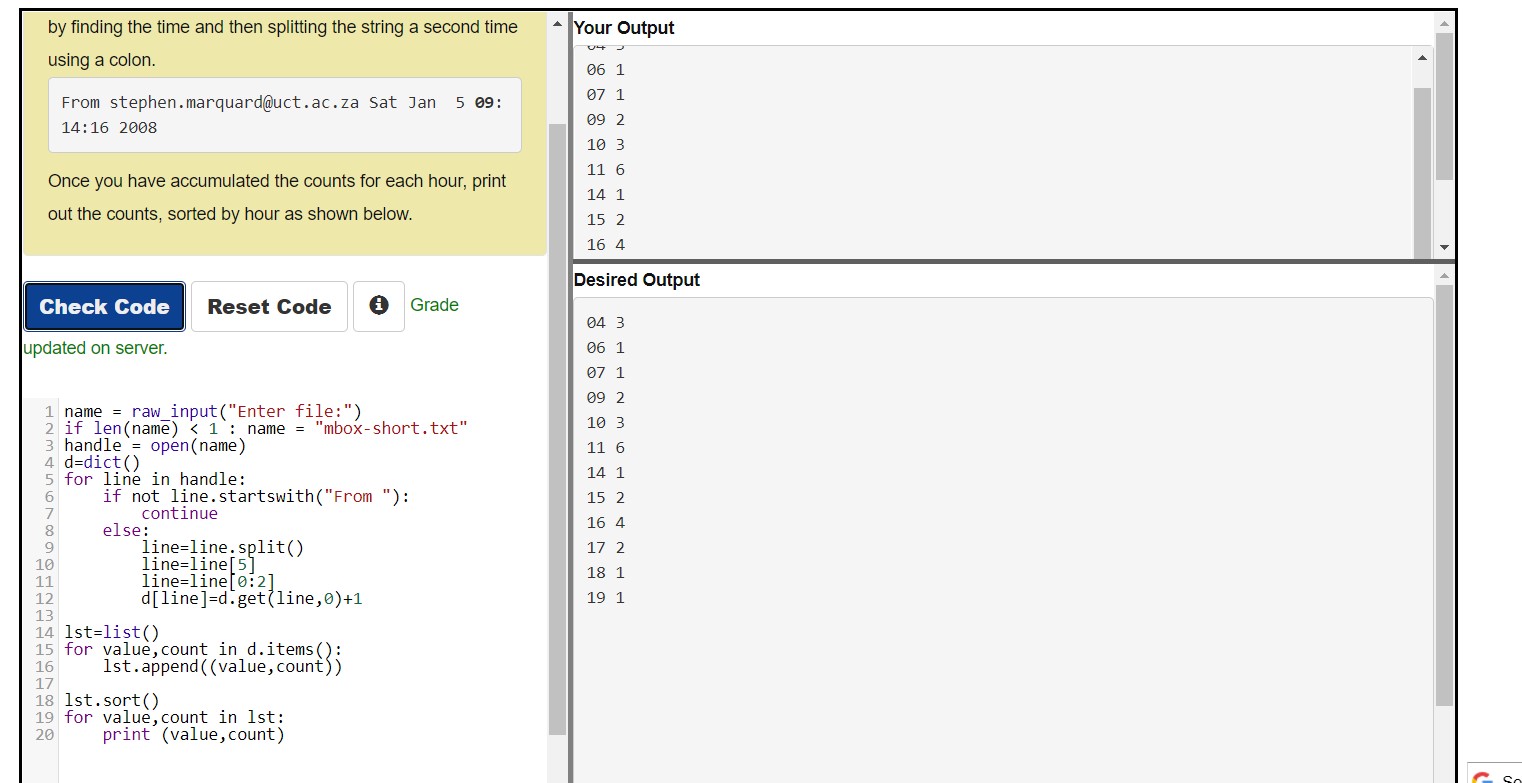 by finding the time and then splitting the string a second time
using a colon.
From stephen.marquard@uct.ac.za Sat Jan  5 09:
14:16 2008
Once you have accumulated the counts for each hour, print
out the counts, sorted by hour as shown below.
Check Code
Reset Code
Grade
updated on server.
1 name = raw_input("Enter file:")
2 if len(name) < 1 : name = "mbox-short.txt"
3 handle = open(name)
4 d=dict()
5 for line in handle:
6     if not line.startswith("From "):
7         continue
8     else:
9         line=line.split()
10         line=line[5]
11         line=line[0:2]
12         d[line]=d.get(line,0)+1
13
14 lst=list()
15 for value,count in d.items():
16     lst.append((value,count))
17
18 lst.sort()
19 for value,count in lst:
20     print (value,count)
Your Output
04 3
06 1
07 1
09 2
10 3
11 6
14 1
15 2
16 4
Desired Output
04 3
06 1
07 1
09 2
10 3
11 6
14 1
15 2
16 4
17 2
18 1
19 1